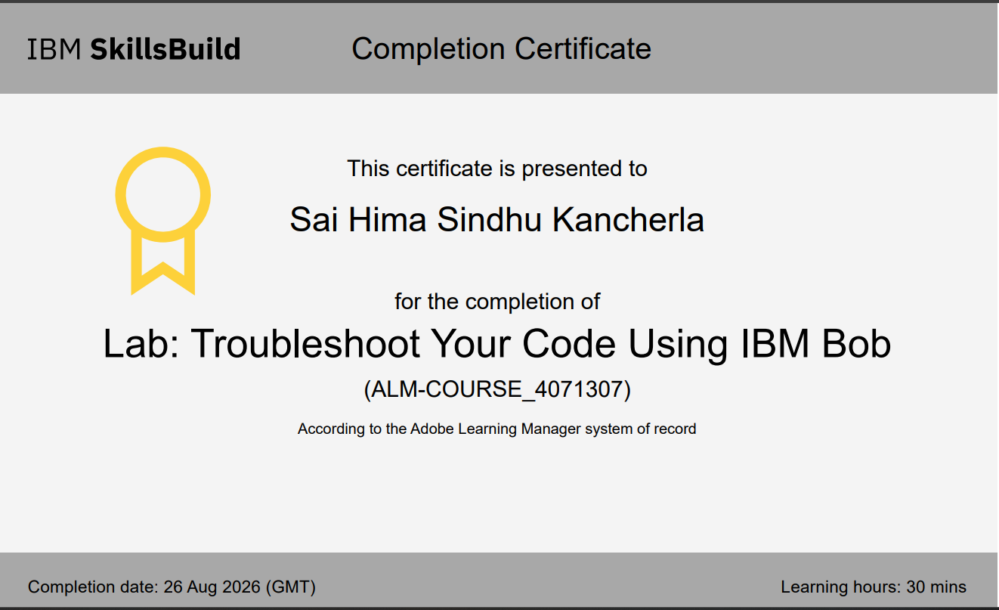 IBM SkillsBuild
Completion Certificate
This certificate is presented to
Sai Hima Sindhu Kancherla
for the completion of
Lab: Troubleshoot Your Code Using IBM Bob
(ALM-COURSE_4071307)
According to the Adobe Learning Manager system of record
Completion date: 26 Aug 2026 (GMT)
Learning hours: 30 mins